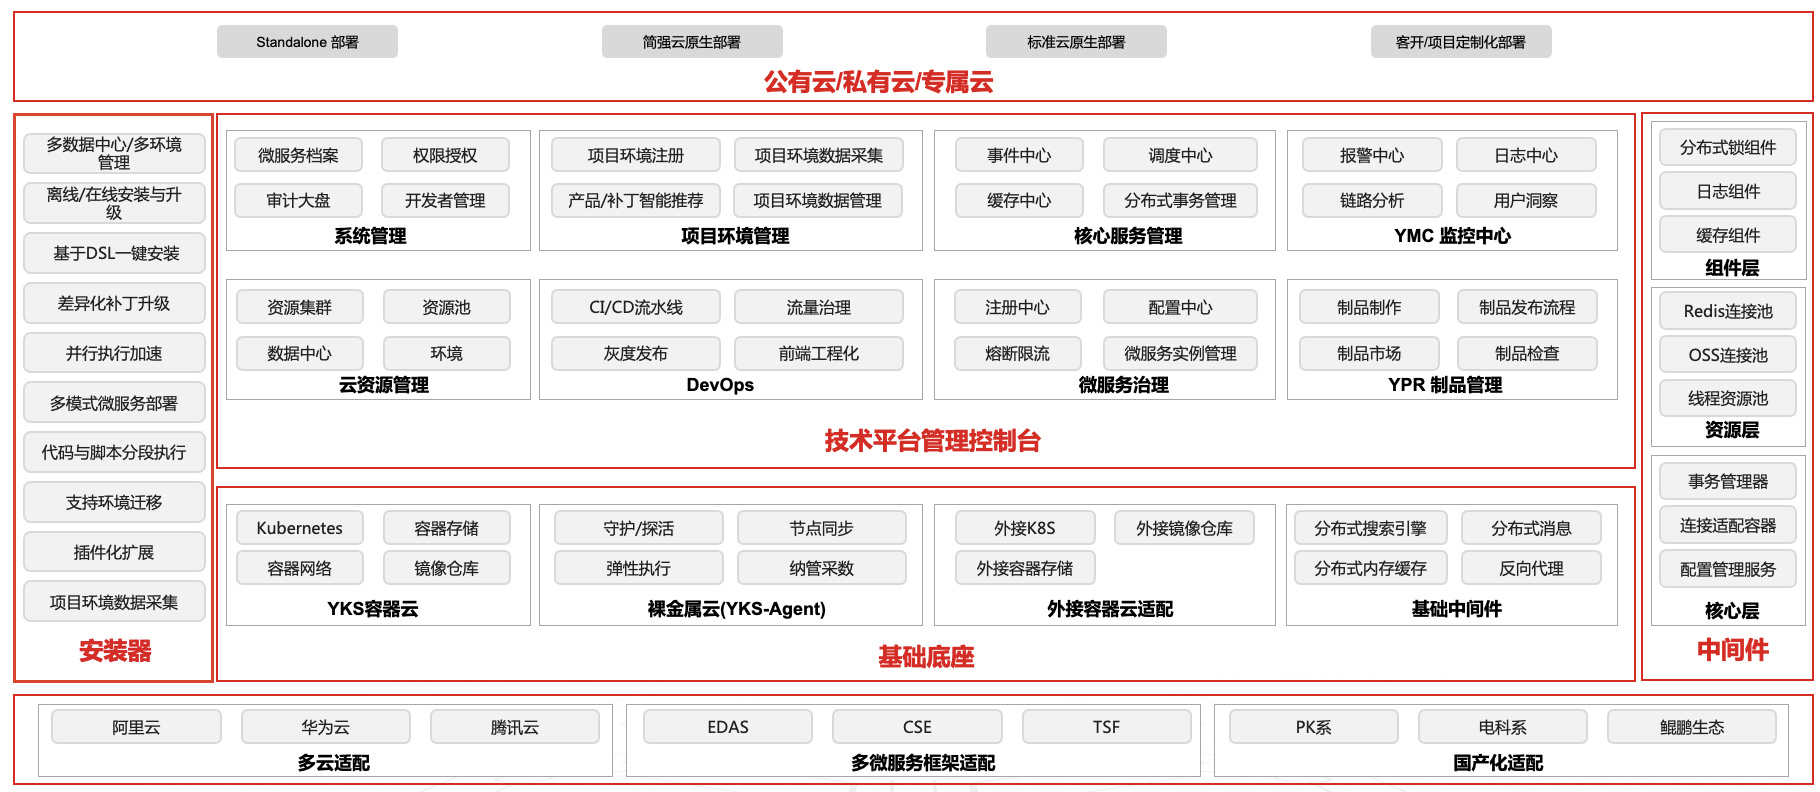 Standalone 部署
简强云原生部署
标准云原生部署
客开/项目定制化部署
公有云/私有云/专属云
多数据中心/多环境
管理
离线/在线安装与升
级
基于DSL一键安装
差异化补丁升级
并行执行加速
多模式微服务部署
代码与脚本分段执行
支持环境迁移
插件化扩展
项目环境数据采集
安装器
微服务档案
权限授权
审计大盘
开发者管理
系统管理
项目环境注册
项目环境数据采集
产品/补丁智能推荐
项目环境数据管理
项目环境管理
事件中心
调度中心
缓存中心
分布式事务管理
核心服务管理
报警中心
日志中心
链路分析
用户洞察
YMC 监控中心
资源集群
资源池
数据中心
环境
云资源管理
CI/CD流水线
流量治理
灰度发布
前端工程化
DevOps
注册中心
配置中心
熔断限流
微服务实例管理
微服务治理
制品制作
制品发布流程
制品市场
制品检查
YPR 制品管理
技术平台管理控制台
Kubernetes
容器存储
容器网络
镜像仓库
YKS容器云
守护/探活
节点同步
弹性执行
纳管采数
裸金属云(YKS-Agent)
外接K8S
外接镜像仓库
外接容器存储
外接容器云适配
分布式搜索引擎
分布式消息
分布式内存缓存
反向代理
基础中间件
基础底座
分布式锁组件
日志组件
缓存组件
组件层
Redis连接池
OSS连接池
线程资源池
资源层
事务管理器
连接适配容器
配置管理服务
核心层
中间件
阿里云
华为云
腾讯云
多云适配
EDAS
CSE
TSF
多微服务框架适配
PK系
电科系
鲲鹏生态
国产化适配